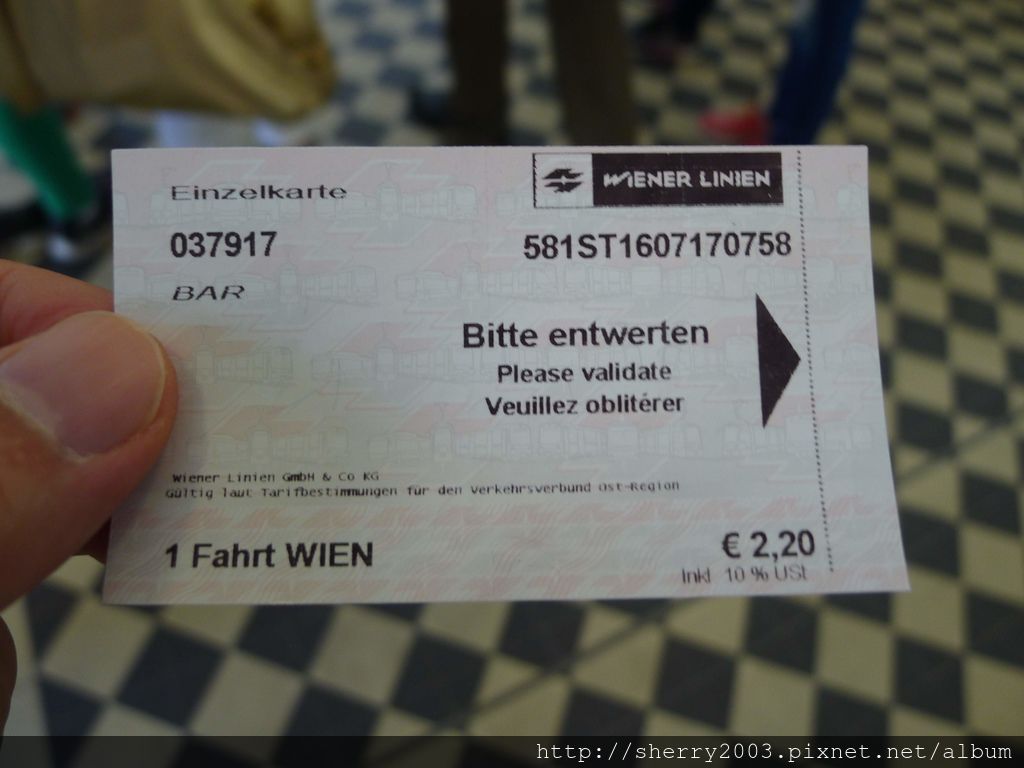 Einzelkarte
WIENER LINIEN
037917
581ST1607170758
BAR
Bitte entwerten
Please validate
Veuillez oblitérer
Wiener Linien GmbH & Co KG
Gültig laut Tarifbestimmungen für den Verkehrsverbund Ost-Region
1 Fahrt WIEN
€ 2,20
Inkl 10 % USt
http://sherry2003.pixnet.net/album